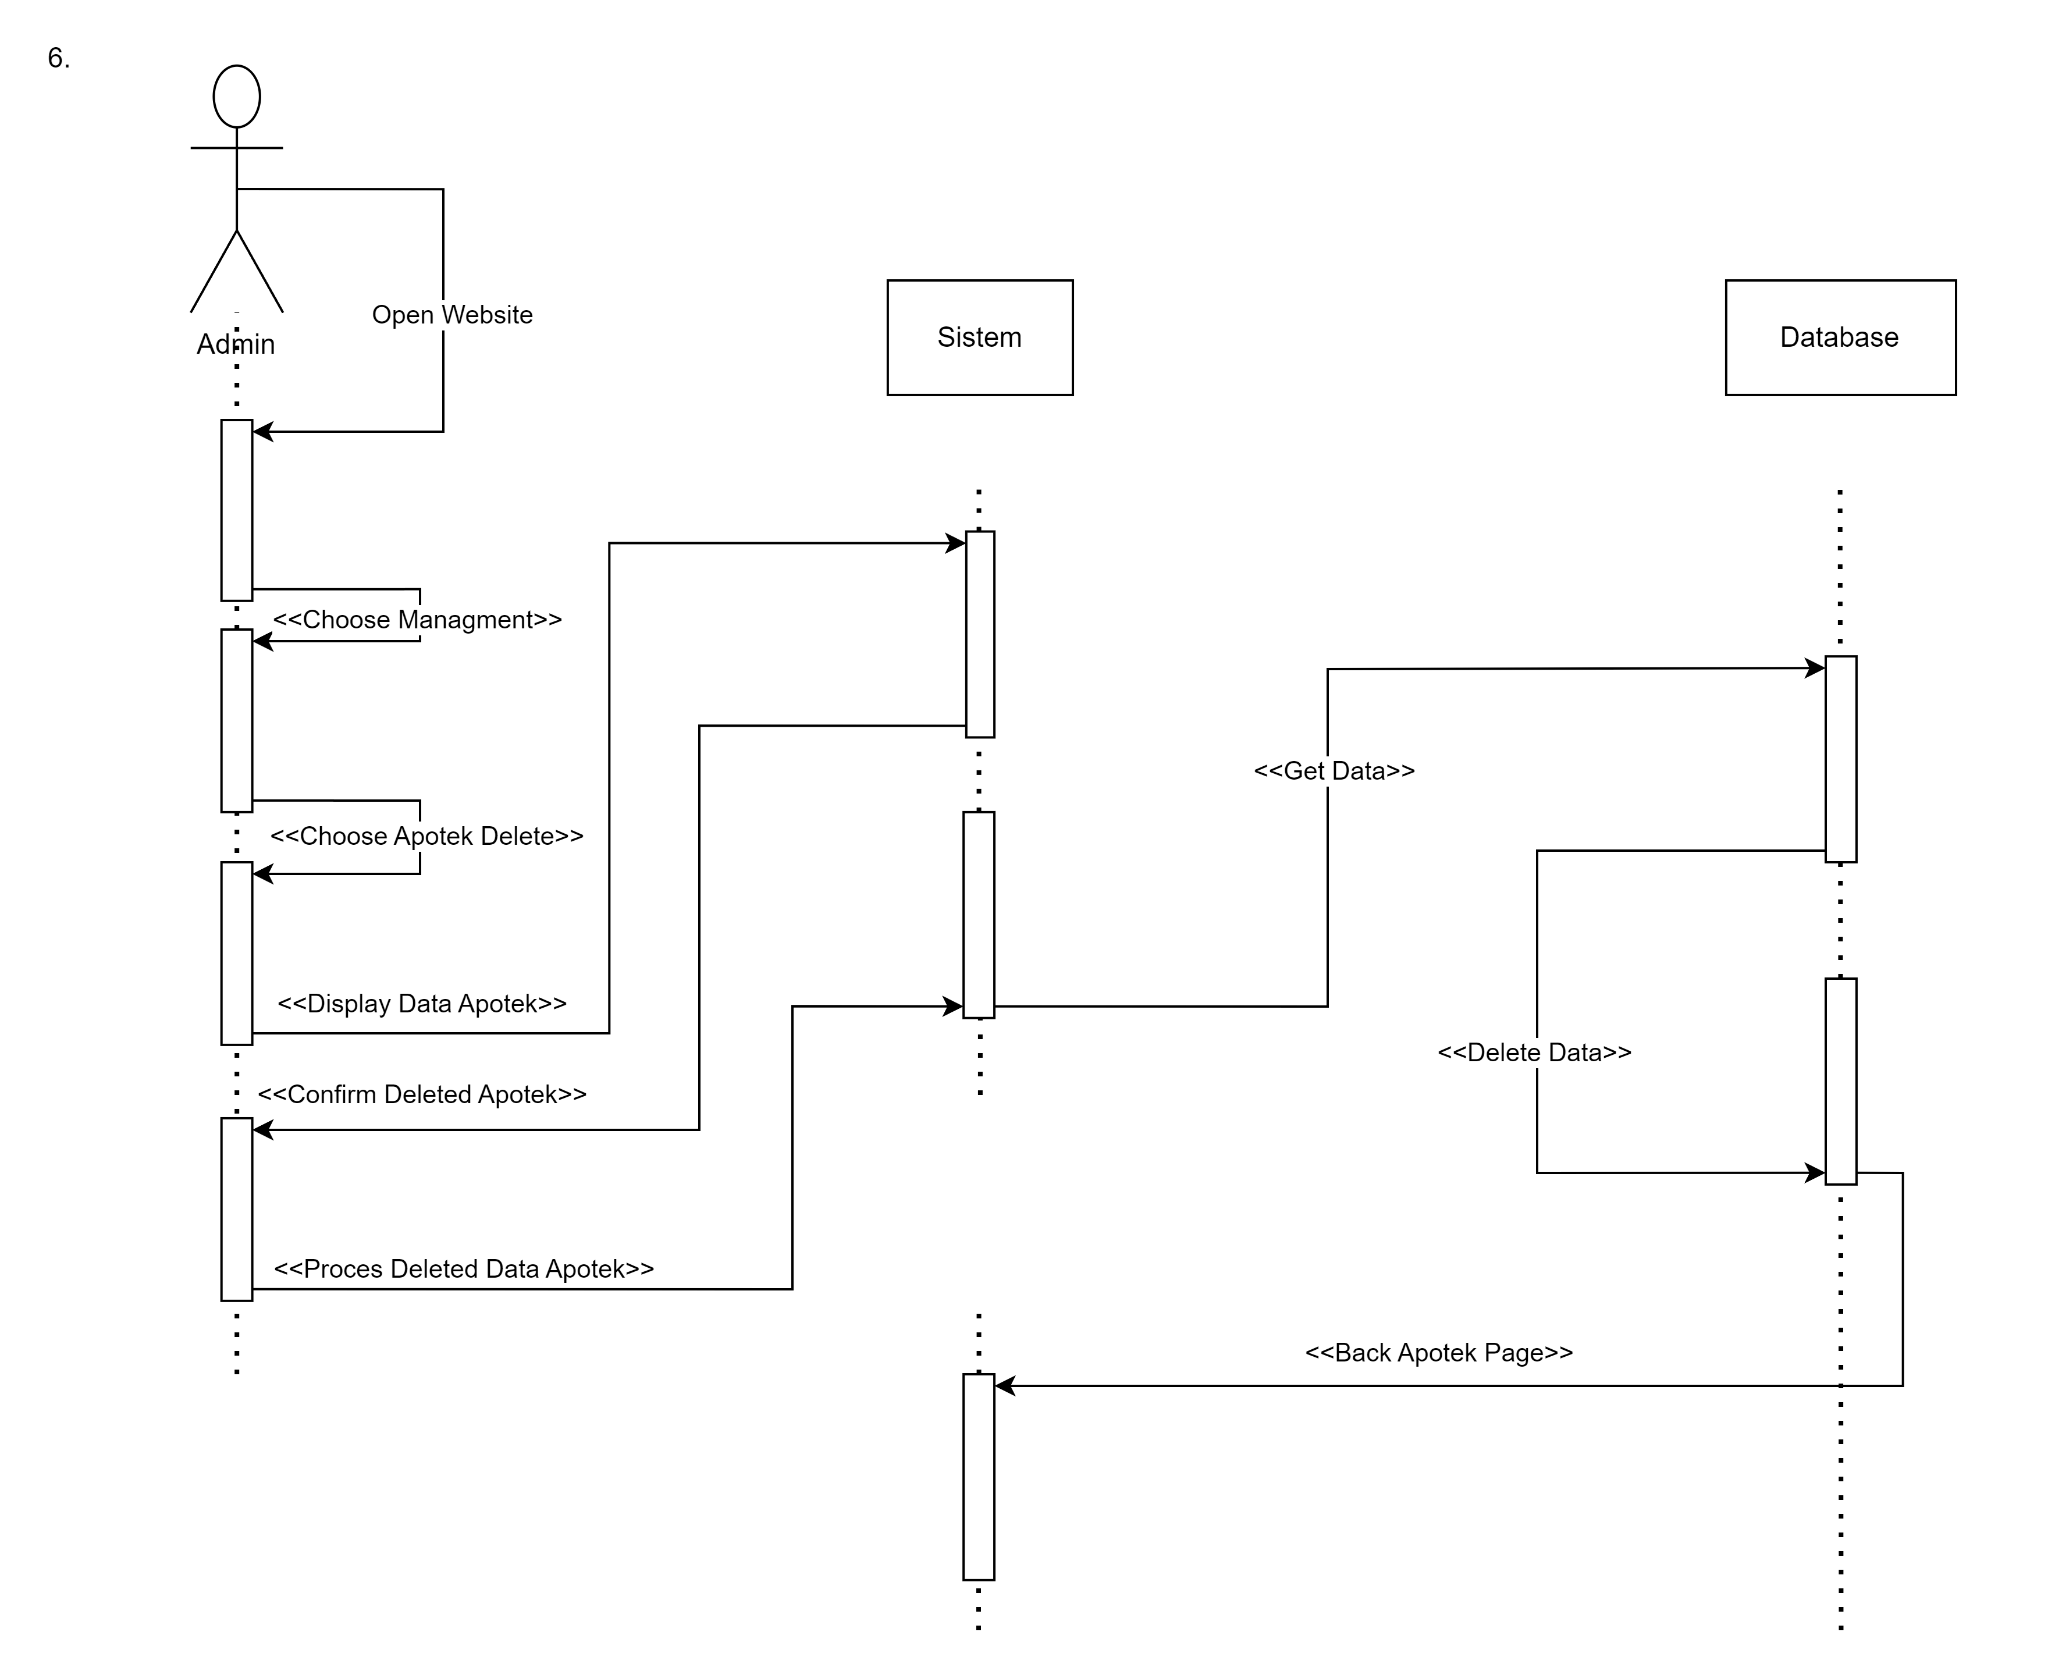 6.
Open Website
Admin
Sistem
Database
<<Choose Managment>>
<<Get Data>>
<<Choose Apotek Delete>>
<<Display Data Apotek>>
<<Delete Data>>
<<Confirm Deleted Apotek>>
<<Proces Deleted Data Apotek>>
<<Back Apotek Page>>